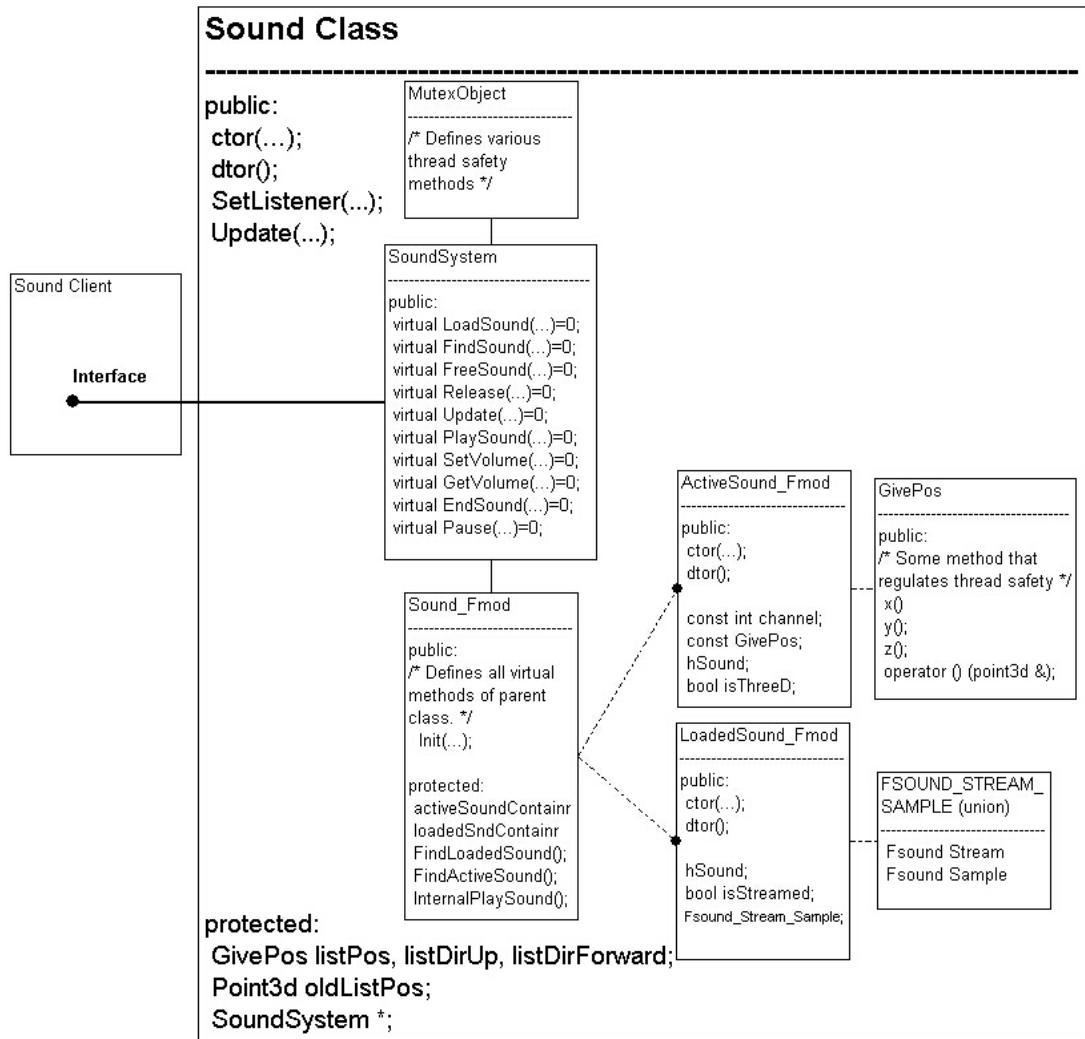 Sound Class
public:
ctor(...);
dtor();
SetListener(...);
Update(...);
MutexObject
/* Defines various
thread safety
methods */
Sound Client
Interface
SoundSystem
public:
virtual LoadSound(...)=0;
virtual FindSound(...)=0;
virtual FreeSound(...)=0;
virtual Release(...)=0;
virtual Update(...)=0;
virtual PlaySound(...)=0;
virtual SetVolume(...)=0;
virtual GetVolume(...)=0;
virtual EndSound(...)=0;
virtual Pause(...)=0;
Sound_Fmod
public:
/* Defines all virtual
methods of parent
class. */
Init(...);
protected:
activeSoundContainr
loadedSndContainr
FindLoadedSound();
FindActiveSound();
InternalPlaySound();
ActiveSound_Fmod
public:
ctor(...);
dtor();
const int channel;
const GivePos;
hSound;
bool isThreeD;
GivePos
public:
/* Some method that
regulates thread safety */
x()
y();
z();
operator () (point3d &);
LoadedSound_Fmod
public:
ctor(...);
dtor();
hSound;
bool isStreamed;
Fsound_Stream_Sample;
FSOUND_STREAM_
SAMPLE (union)
Fsound Stream
Fsound Sample
protected:
GivePos listPos, listDirUp, listDirForward;
Point3d oldListPos;
SoundSystem *;